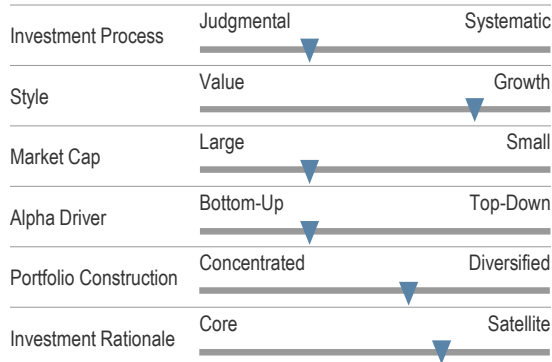 Investment Process Judgmental Systematic
Style Value Growth
Market Cap Large Small
Alpha Driver Bottom-Up Top-Down
Portfolio Construction Concentrated Diversified
Investment Rationale Core Satellite